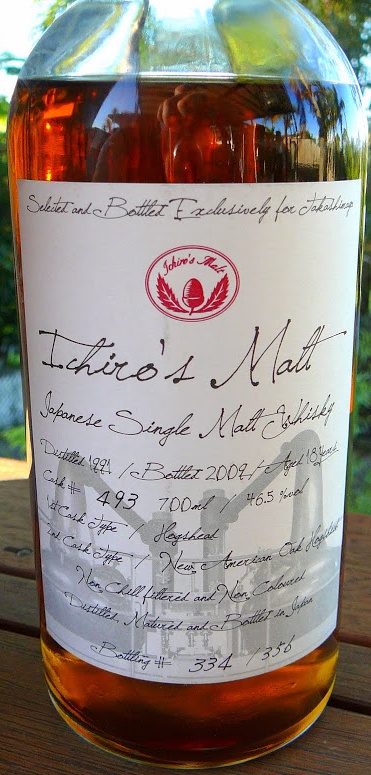 Selected and Bottled Exclusively for Takashimaya
Ichiro's Malt
Ichiro's Malt
Japanese Single Malt Whisky
Distilled 1991 / Bottled 2009 / Aged 18 Years
Cask # 493 700ml / 46.5 %vol
1st Cask Type / Hogshead
2nd Cask Type / New American Oak Hogshead
Non Chill filtered and Non Coloured
Distilled, Matured and Bottled in Japan
Bottling # 334 / 356